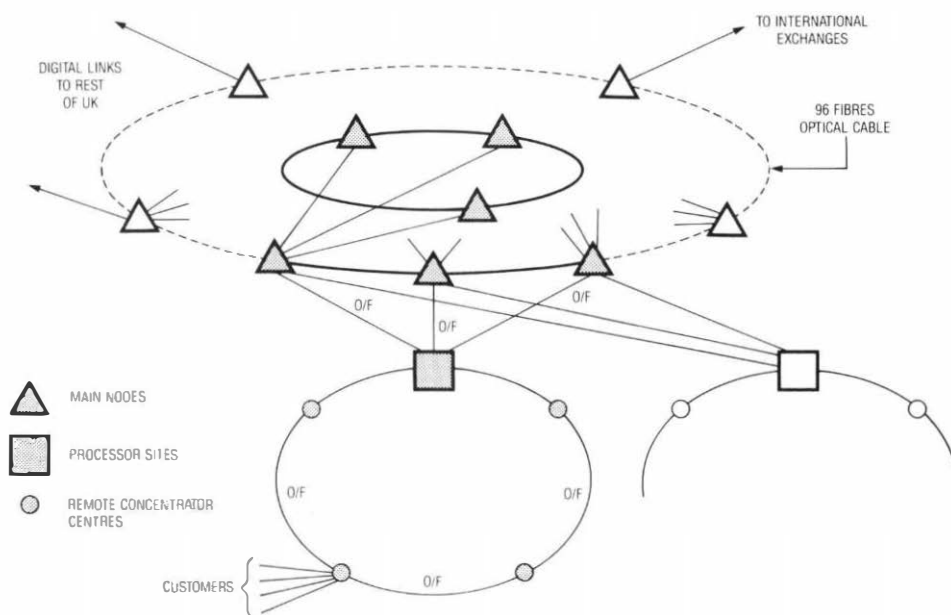 TO INTERNATIONAL
EXCHANGES
DIGITAL LINKS
TO REST
OF UK
96 FIBRES
OPTICAL CABLE
O/F
O/F
O/F
MAIN NODES
PROCESSOR SITES
O/F
O/F
REMOTE CONCENTRATOR
CENTRES
CUSTOMERS
O/F